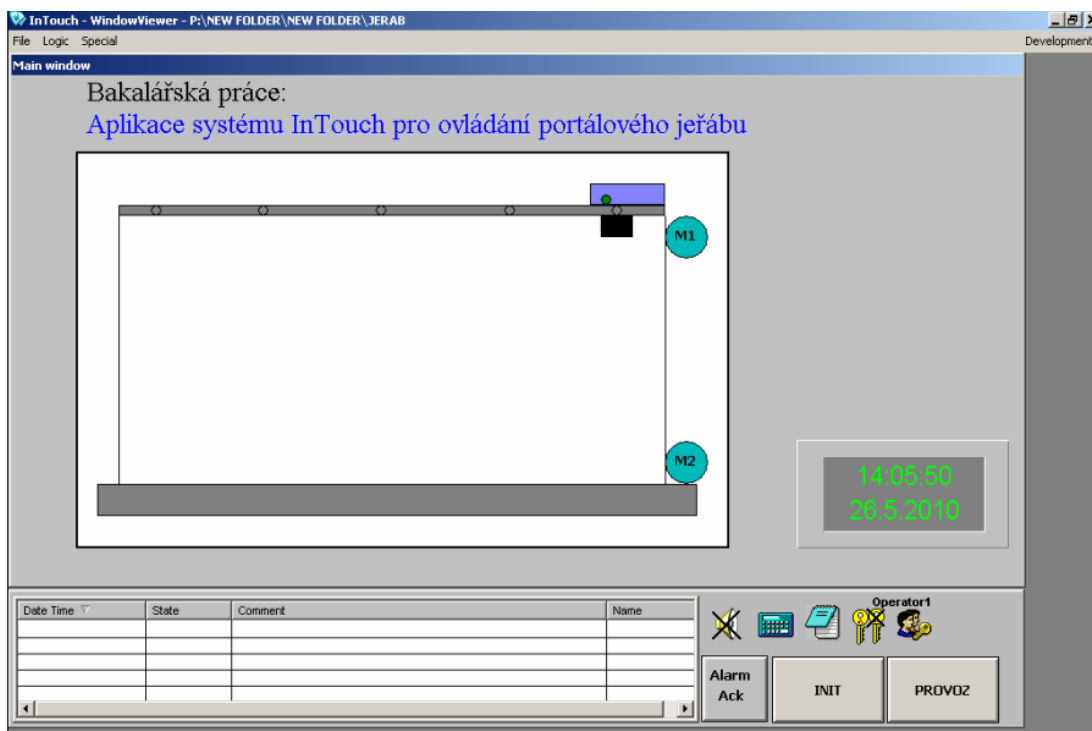 InTouch - WindowViewer - P:\NEW FOLDER\NEW FOLDER\JERAB
File Logic Special
Development
Main window
Bakalářská práce:
Aplikace systému InTouch pro ovládání portálového jeřábu
M1
M2
14:05:50
26.5.2010
Date Time State Comment Name
Operator1
Alarm
Ack
INIT
PROVOZ